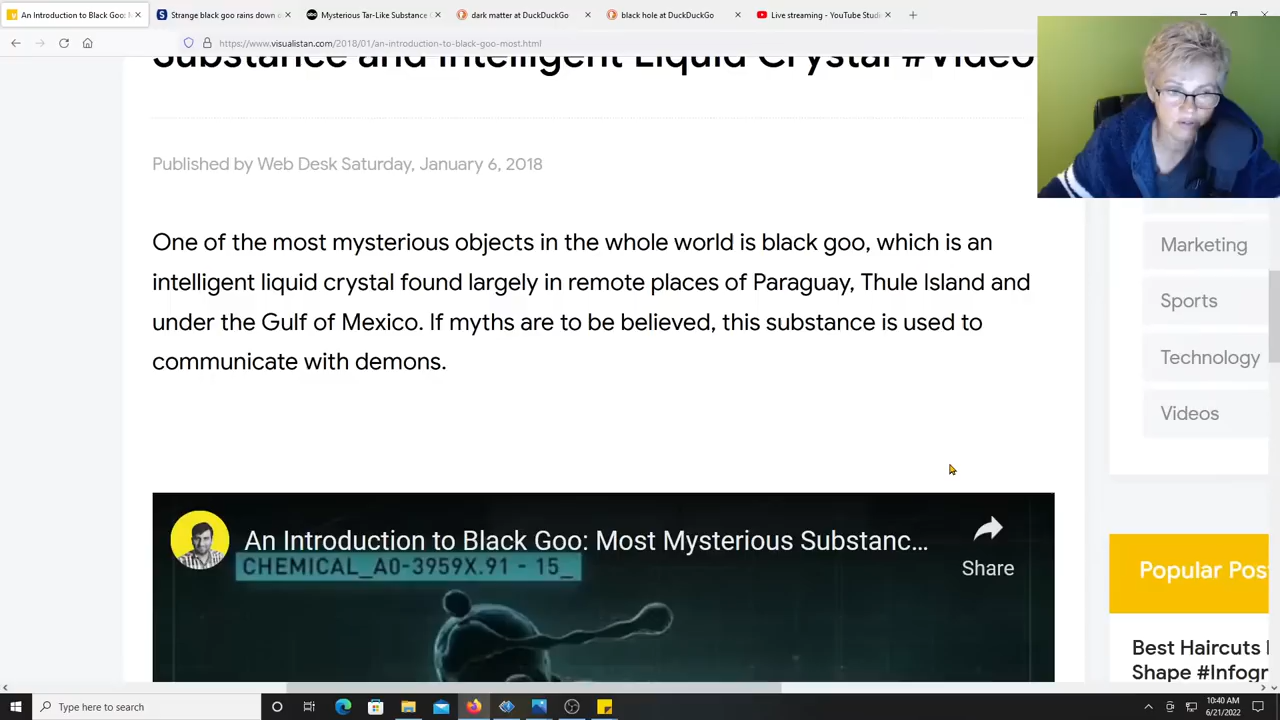 An Introduction to Black Goo: M
Strange black goo rains down o
Mysterious Tar-Like Substance C
dark matter at DuckDuckGo
black hole at DuckDuckGo
Live streaming - YouTube Studi
https://www.visualistan.com/2018/01/an-introduction-to-black-goo-most.html
Substance and Intelligent Liquid Crystal #Video
Published by Web Desk Saturday, January 6, 2018
One of the most mysterious objects in the whole world is black goo, which is an
intelligent liquid crystal found largely in remote places of Paraguay, Thule Island and
under the Gulf of Mexico. If myths are to be believed, this substance is used to
communicate with demons.
Marketing
Sports
Technology
Videos
An Introduction to Black Goo: Most Mysterious Substanc...
CHEMICAL_A0-3959X.91 - 15_
Share
Popular Pos
Best Haircuts
Shape #Infogr
Type here to search
10:40 AM
6/21/2022